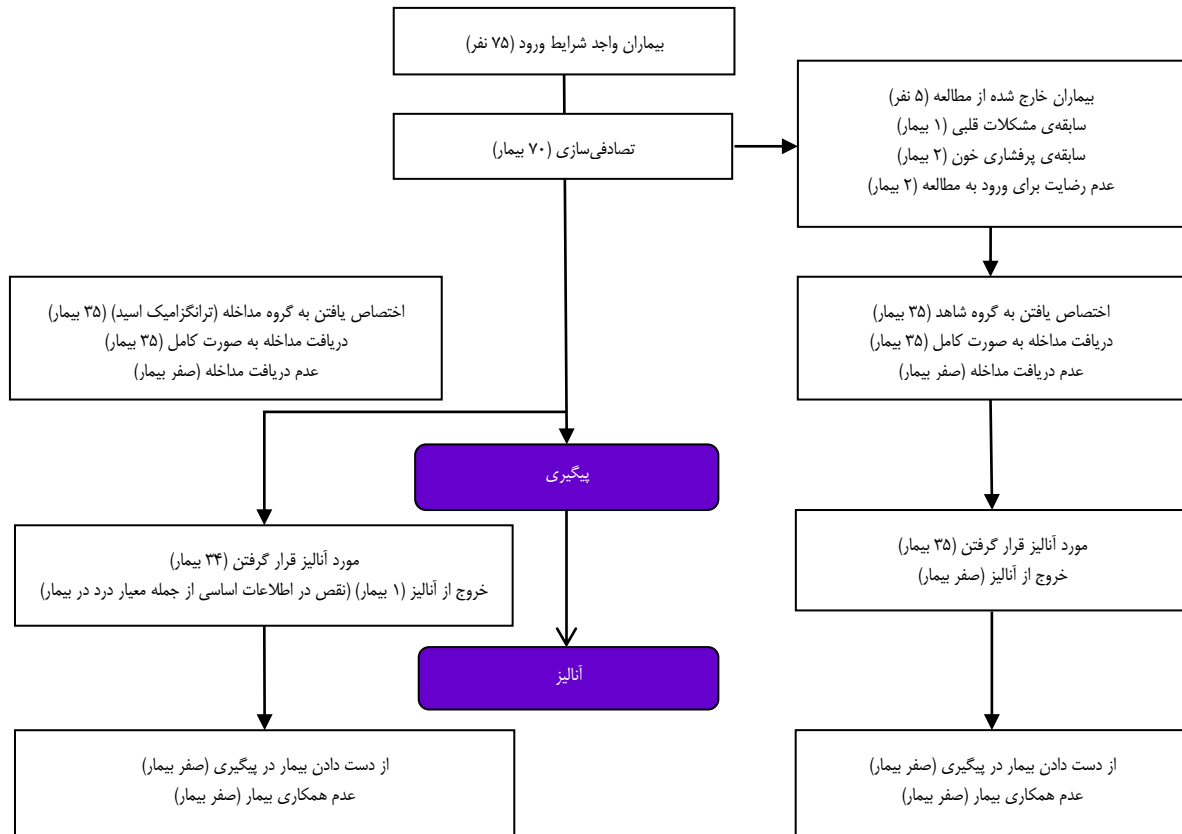 بیماران واجد شرایط ورود (۷۵ نفر)
بیماران خارج شده از مطالعه (۵ نفر)
سابقه‌ی مشکلات قلبی (۱ بیمار)
سابقه‌ی پرفشاری خون (۲ بیمار)
عدم رضایت برای ورود به مطالعه (۲ بیمار)
تصادفی‌سازی (۷۰ بیمار)
اختصاص یافتن به گروه شاهد (۳۵ بیمار)
دریافت مداخله به صورت کامل (۳۵ بیمار)
عدم دریافت مداخله (صفر بیمار)
اختصاص یافتن به گروه مداخله (ترانگزامیک اسید) (۳۵ بیمار)
دریافت مداخله به صورت کامل (۳۵ بیمار)
عدم دریافت مداخله (صفر بیمار)
پیگیری
مورد آنالیز قرار گرفتن (۳۵ بیمار)
خروج از آنالیز (صفر بیمار)
مورد آنالیز قرار گرفتن (۳۴ بیمار)
خروج از آنالیز (۱ بیمار) (نقص در اطلاعات اساسی از جمله معیار درد در بیمار)
آنالیز
از دست دادن بیمار در پیگیری (صفر بیمار)
عدم همکاری بیمار (صفر بیمار)
از دست دادن بیمار در پیگیری (صفر بیمار)
عدم همکاری بیمار (صفر بیمار)